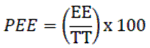 PEE = (EE/TT) x 100